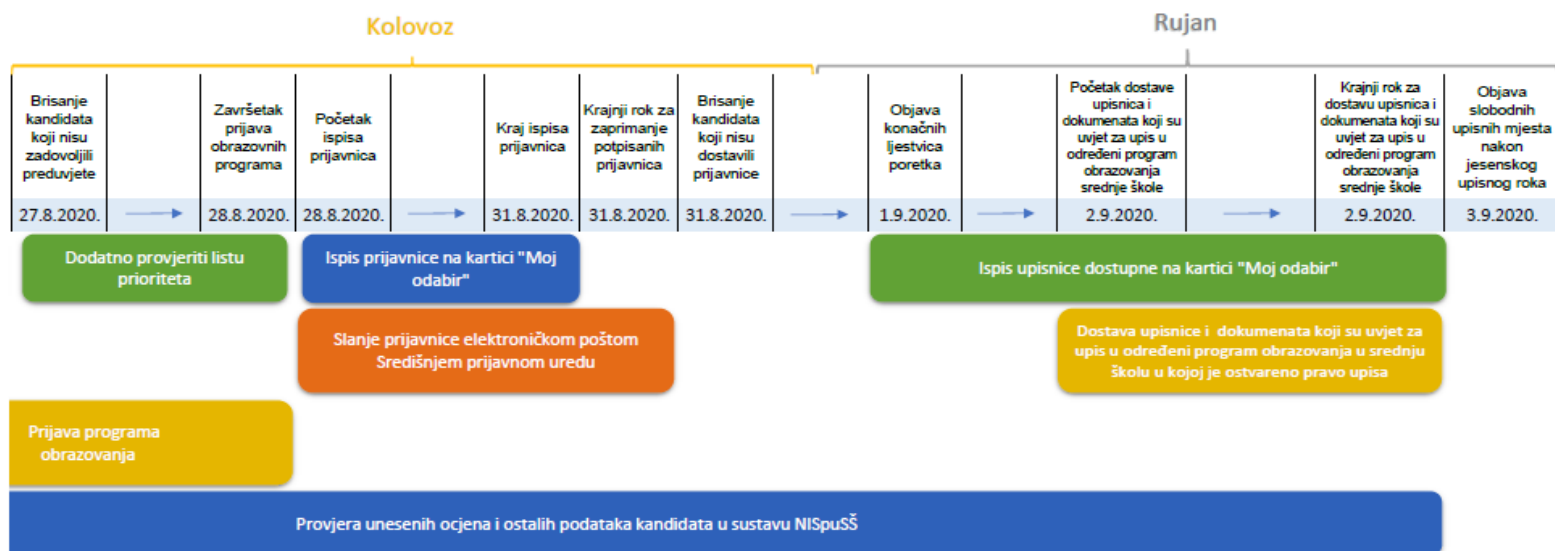 Kolovoz
Rujan
Brisanje
kandidata
koji nisu
zadovoljili
preduvjete
Završetak
prijava
obrazovnih
programa
Početak
ispisa
prijavnica
Kraj ispisa
prijavnica
Krajnji rok za
zaprimanje
potpisanih
prijavnica
Brisanje
kandidata
koji nisu
dostavili
prijavnice
Objava
konačnih
ljestvica
poretka
Početak dostave
upisnica i
dokumenata koji su
uvjet za upis u
određeni program
obrazovanja
srednje škole
Krajnji rok za
dostavu upisnica i
dokumenata koji su
uvjet za upis u
određeni program
obrazovanja
srednje škole
Objava
slobodnih
upisnih mjesta
nakon
jesenskog
upisnog roka
27.8.2020.
28.8.2020.
28.8.2020.
31.8.2020.
31.8.2020.
31.8.2020.
1.9.2020.
2.9.2020.
2.9.2020.
3.9.2020.
Dodatno provjeriti listu
prioriteta
Ispis prijavnice na kartici "Moj
odabir"
Ispis upisnice dostupne na kartici "Moj odabir"
Slanje prijavnice elektroničkom poštom
Središnjem prijavnom uredu
Dostava upisnice i dokumenata koji su uvjet za
upis u određeni program obrazovanja u srednju
školu u kojoj je ostvareno pravo upisa
Prijava programa
obrazovanja
Provjera unesenih ocjena i ostalih podataka kandidata u sustavu NISpuSŠ